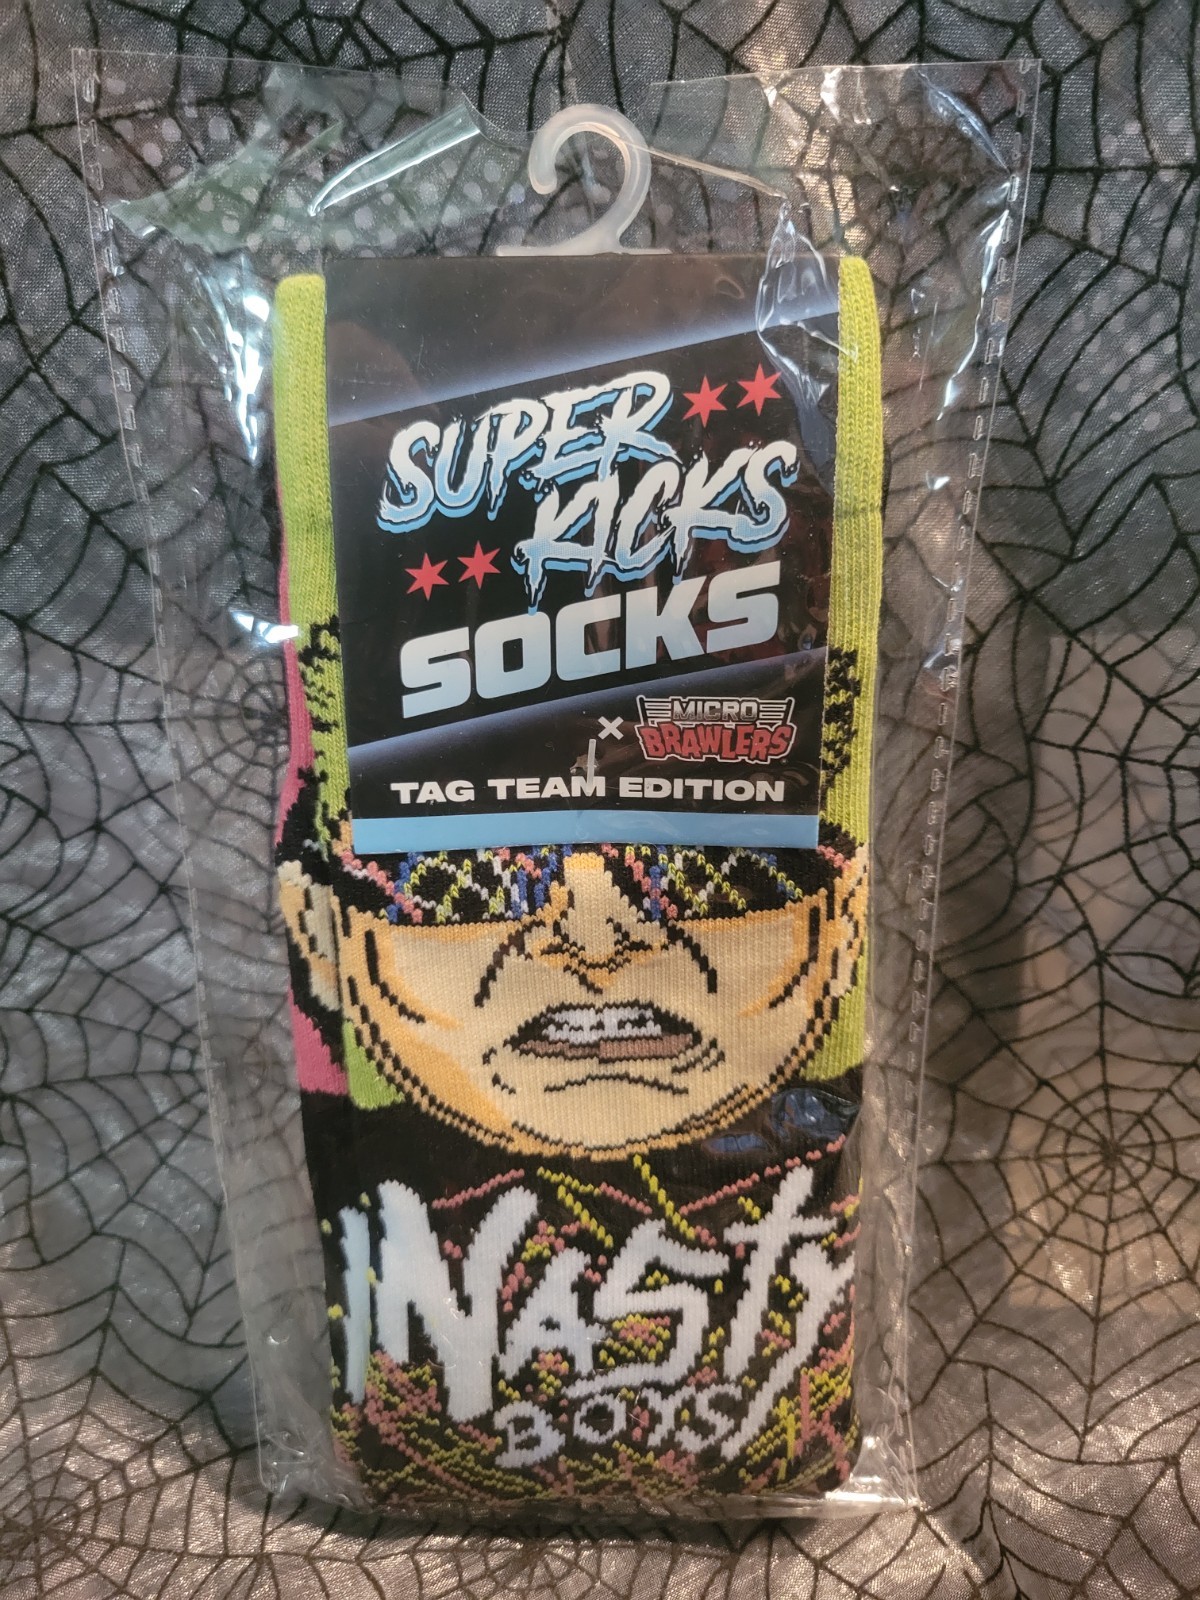 SUPER
KICKS
SOCKS
x MICRO
BRAWLERS
TAG TEAM EDITION
NASTY
BOYS